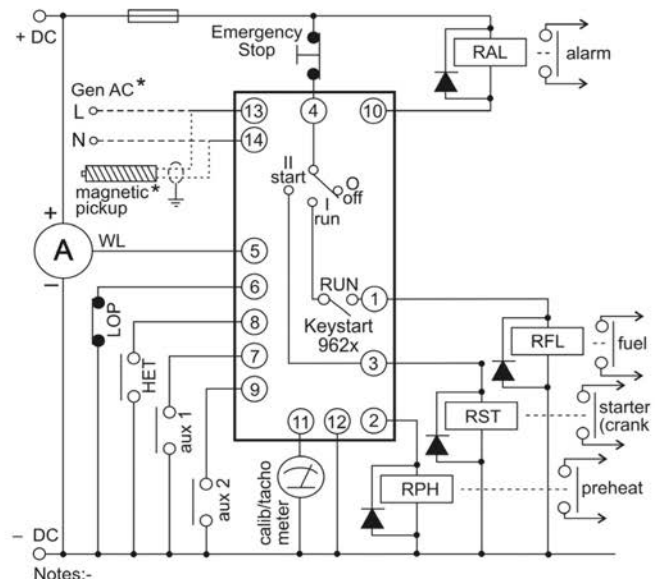 + DC
Emergency
Stop
RAL
alarm
Gen AC*
L
N
13
14
4
10
magnetic*
pickup
II
start
O
off
I
run
+
A
−
WL
5
6
8
7
9
LOP
HET
aux 1
aux 2
RUN
1
Keystart
962x
3
2
11
12
calib/tacho
meter
RFL
fuel
RST
starter
(crank
RPH
preheat
− DC
Notes:-